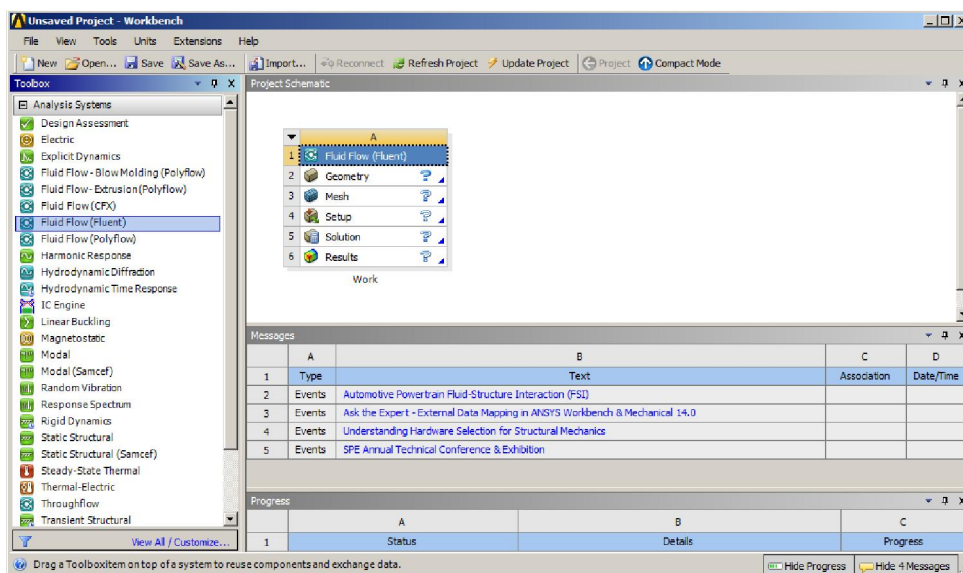 Unsaved Project - Workbench
File View Tools Units Extensions Help
New Open... Save Save As... Import... Reconnect Refresh Project Update Project Project Compact Mode
Toolbox
Analysis Systems
Design Assessment
Electric
Explicit Dynamics
Fluid Flow - Blow Molding (Polyflow)
Fluid Flow - Extrusion (Polyflow)
Fluid Flow (CFX)
Fluid Flow (Fluent)
Fluid Flow (Polyflow)
Harmonic Response
Hydrodynamic Diffraction
Hydrodynamic Time Response
IC Engine
Linear Buckling
Magnetostatic
Modal
Modal (Samcef)
Random Vibration
Response Spectrum
Rigid Dynamics
Static Structural
Static Structural (Samcef)
Steady-State Thermal
Thermal-Electric
Throughflow
Transient Structural
View All / Customize...
Project Schematic
A
1 Fluid Flow (Fluent)
2 Geometry ?
3 Mesh ?
4 Setup ?
5 Solution ?
6 Results ?
Work
Messages
A B C D
1 Type Text Association Date/Time
2 Events Automotive Powertrain Fluid-Structure Interaction (FSI)
3 Events Ask the Expert - External Data Mapping in ANSYS Workbench & Mechanical 14.0
4 Events Understanding Hardware Selection for Structural Mechanics
5 Events SPE Annual Technical Conference & Exhibition
Progress
A B C
1 Status Details Progress
Drag a Toolboxitem on top of a system to reuse components and exchange data.
Hide Progress Hide 4 Messages